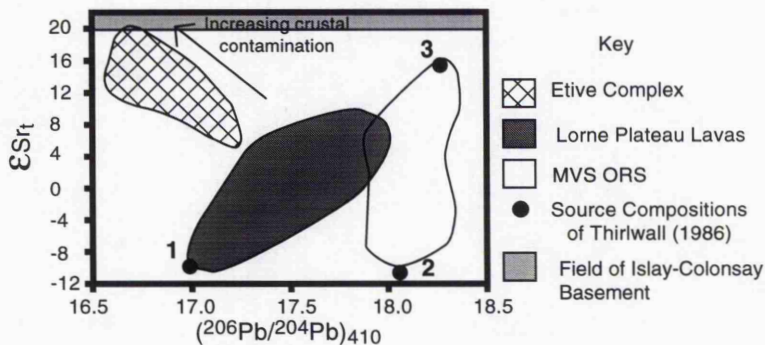 Increasing crustal
contamination
20
16
12
8
4
0
-4
-8
-12
εSrt
1
2
3
16.5 17.0 17.5 18.0 18.5
(206Pb/204Pb)410
Key
Etive Complex
Lorne Plateau Lavas
MVS ORS
Source Compositions
of Thirlwall (1986)
Field of Islay-Colonsay
Basement